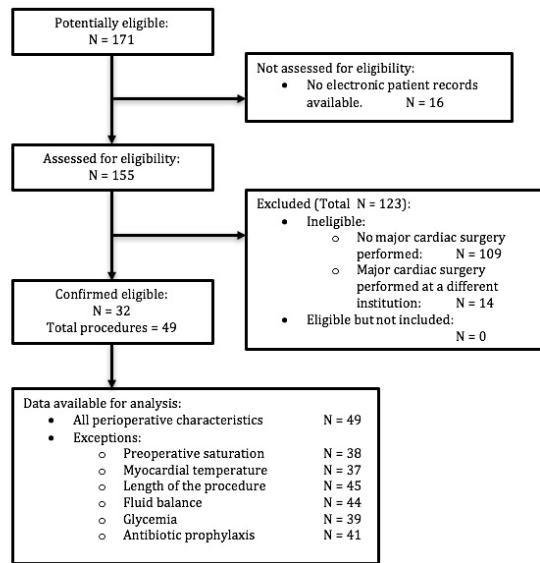 Potentially eligible:
N = 171
Not assessed for eligibility:
• No electronic patient records
available. N = 16
Assessed for eligibility:
N = 155
Excluded (Total N = 123):
• Ineligible:
o No major cardiac surgery
performed: N = 109
o Major cardiac surgery
performed at a different
institution: N = 14
• Eligible but not included:
N = 0
Confirmed eligible:
N = 32
Total procedures = 49
Data available for analysis:
• All perioperative characteristics N = 49
• Exceptions:
o Preoperative saturation N = 38
o Myocardial temperature N = 37
o Length of the procedure N = 45
o Fluid balance N = 44
o Glycemia N = 39
o Antibiotic prophylaxis N = 41